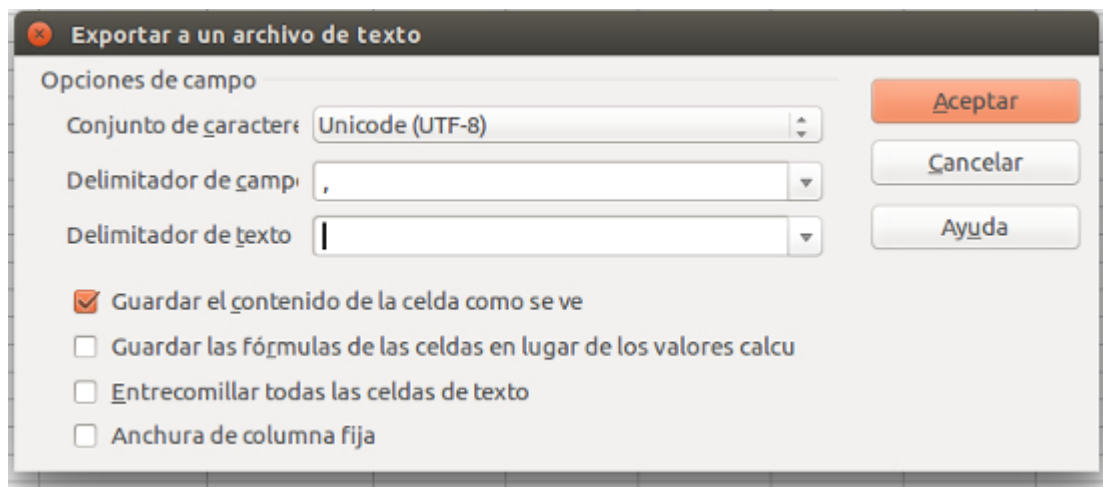 Exportar a un archivo de texto
Opciones de campo
Conjunto de caractere
Unicode (UTF-8)
Delimitador de camp
,
Delimitador de texto
Guardar el contenido de la celda como se ve
Guardar las fórmulas de las celdas en lugar de los valores calcu
Entrecomillar todas las celdas de texto
Anchura de columna fija
Aceptar
Cancelar
Ayuda